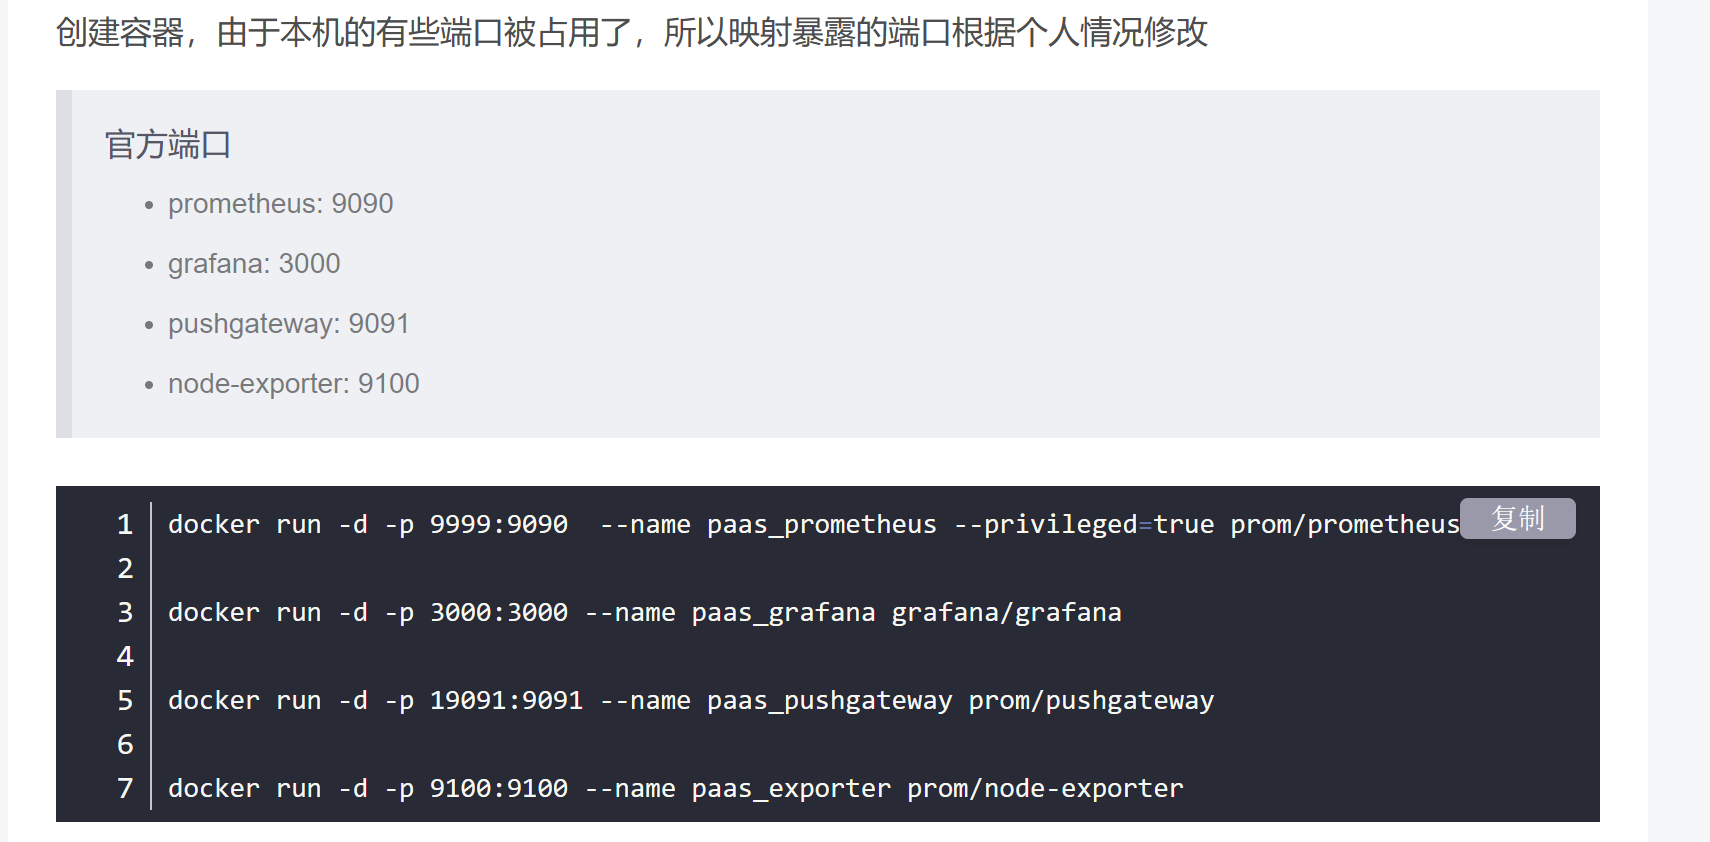 创建容器，由于本机的有些端口被占用了，所以映射暴露的端口根据个人情况修改
官方端口
• prometheus: 9090
• grafana: 3000
• pushgateway: 9091
• node-exporter: 9100
复制
1 docker run -d -p 9999:9090  --name paas_prometheus --privileged=true prom/prometheus
2
3 docker run -d -p 3000:3000 --name paas_grafana grafana/grafana
4
5 docker run -d -p 19091:9091 --name paas_pushgateway prom/pushgateway
6
7 docker run -d -p 9100:9100 --name paas_exporter prom/node-exporter